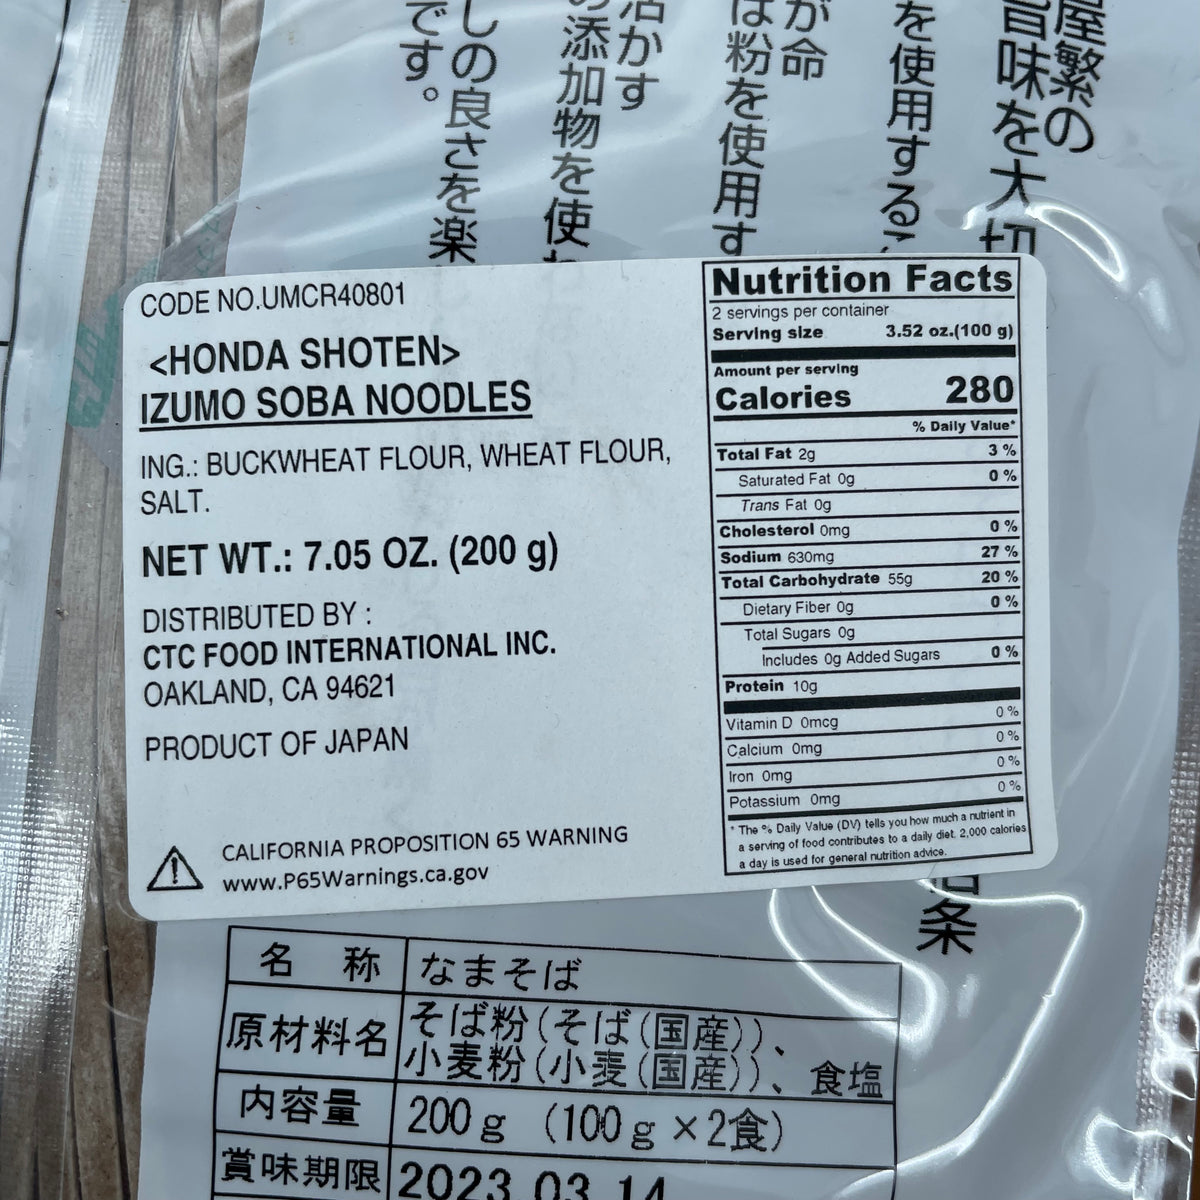 屋繁の
旨味を大切
を使用するこ
が命
は粉を使用す
活かす
の添加物を使わ
しの良さを楽
です。
CODE NO.UMCR40801
<HONDA SHOTEN>
IZUMO SOBA NOODLES
ING.: BUCKWHEAT FLOUR, WHEAT FLOUR,
SALT.
NET WT.: 7.05 OZ. (200 g)
DISTRIBUTED BY :
CTC FOOD INTERNATIONAL INC.
OAKLAND, CA 94621
PRODUCT OF JAPAN
CALIFORNIA PROPOSITION 65 WARNING
www.P65Warnings.ca.gov
Nutrition Facts
2 servings per container
Serving size 3.52 oz.(100 g)
Amount per serving
Calories 280
% Daily Value*
Total Fat 2g 3 %
Saturated Fat 0g 0 %
Trans Fat 0g
Cholesterol 0mg 0 %
Sodium 630mg 27 %
Total Carbohydrate 55g 20 %
Dietary Fiber 0g 0 %
Total Sugars 0g
Includes 0g Added Sugars 0 %
Protein 10g
Vitamin D 0mcg 0 %
Calcium 0mg 0 %
Iron 0mg 0 %
Potassium 0mg 0 %
* The % Daily Value (DV) tells you how much a nutrient in
a serving of food contributes to a daily diet. 2,000 calories
a day is used for general nutrition advice.
条
名 称 なまそば
原材料名 そば粉(そば(国産))、
小麦粉(小麦(国産))、食塩
内容量 200g (100g×2食)
賞味期限 2023.03.14